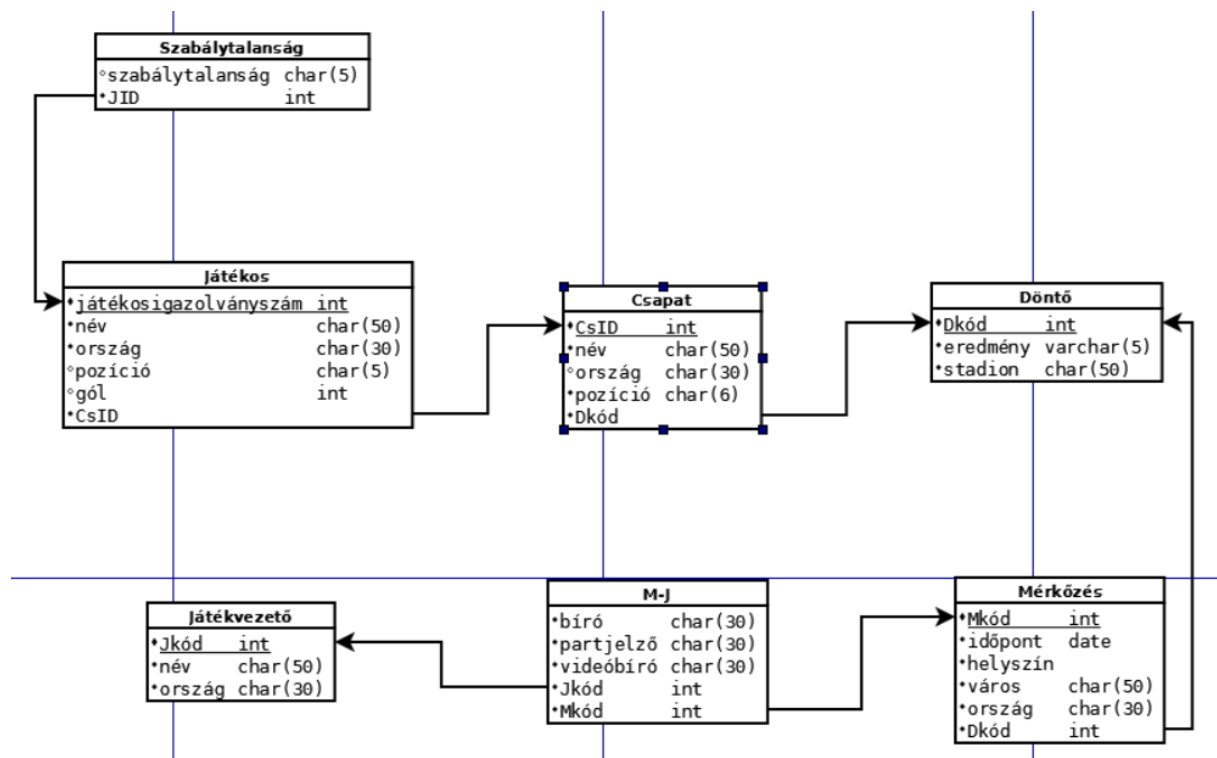 Szabálytalanság
szabálytalanság char(5)
JID int
Játékos
játékosigazolványszám int
név char(50)
ország char(30)
pozíció char(5)
gól int
CsID
Csapat
CsID int
név char(50)
ország char(30)
pozíció char(6)
Dkód
Döntő
Dkód int
eredmény varchar(5)
stadion char(50)
Játékvezető
Jkód int
név char(50)
ország char(30)
M-J
bíró char(30)
partjelző char(30)
videóbíró char(30)
Jkód int
Mkód int
Mérkőzés
Mkód int
időpont date
helyszín
város char(50)
ország char(30)
Dkód int